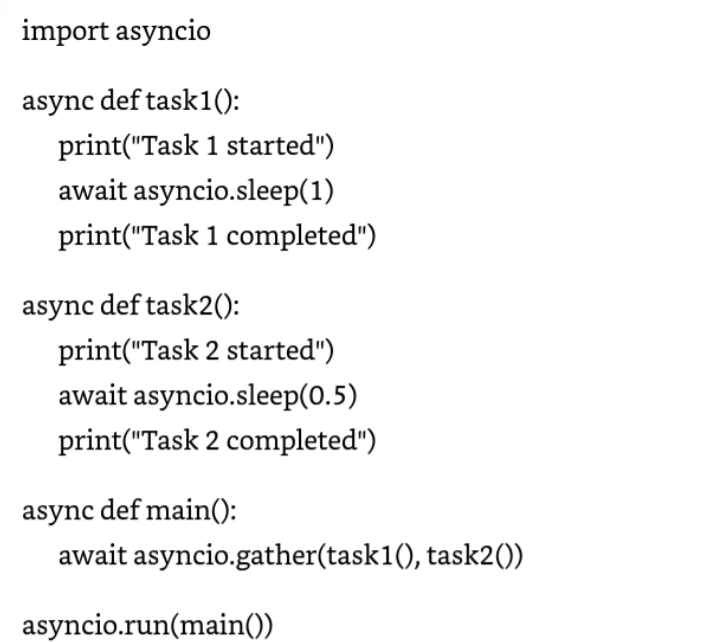 import asyncio
async def task1():
print("Task 1 started")
await asyncio.sleep(1)
print("Task 1 completed")
async def task2():
print("Task 2 started")
await asyncio.sleep(0.5)
print("Task 2 completed")
async def main():
await asyncio.gather(task1(), task2())
asyncio.run(main())